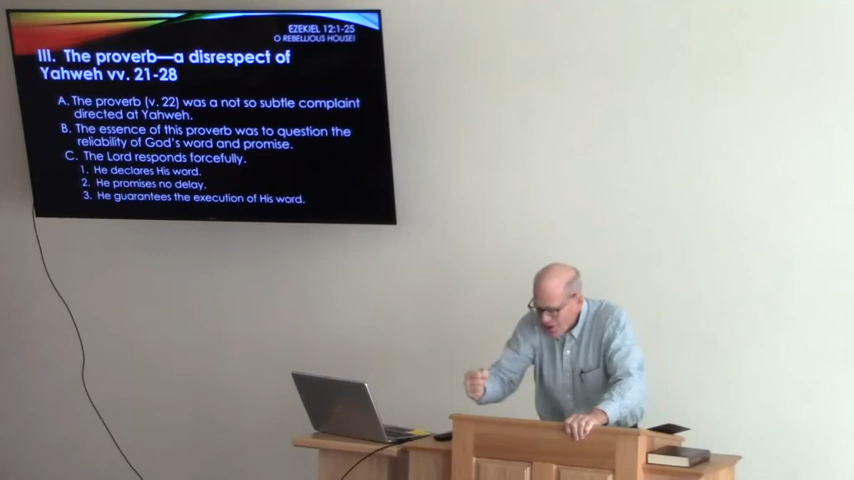 EZEKIEL 12:1-25
O REBELLIOUS HOUSE!
III. The proverb—a disrespect of
Yahweh vv. 21-28
A. The proverb (v. 22) was a not so subtle complaint
directed at Yahweh.
B. The essence of this proverb was to question the
reliability of God's word and promise.
C. The Lord responds forcefully.
1. He declares His word.
2. He promises no delay.
3. He guarantees the execution of His word.